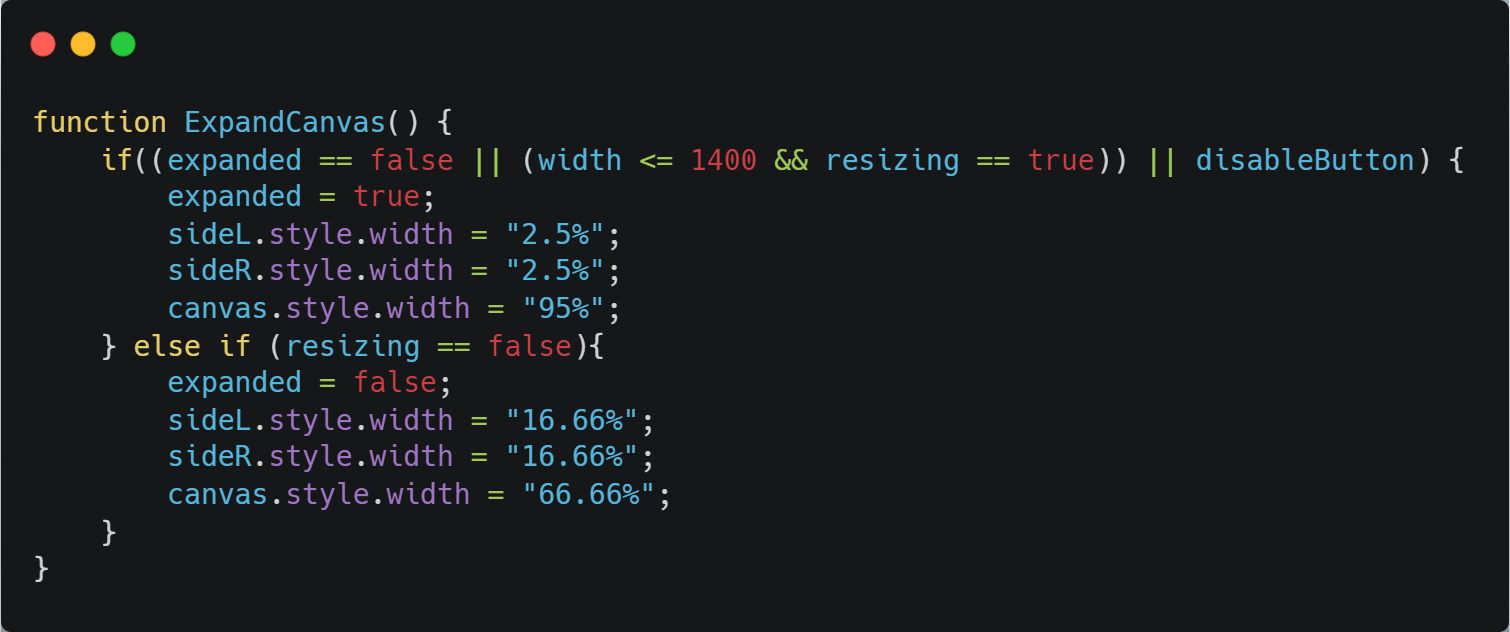 function ExpandCanvas() {
    if((expanded == false || (width <= 1400 && resizing == true)) || disableButton) {
        expanded = true;
        sideL.style.width = "2.5%";
        sideR.style.width = "2.5%";
        canvas.style.width = "95%";
    } else if (resizing == false){
        expanded = false;
        sideL.style.width = "16.66%";
        sideR.style.width = "16.66%";
        canvas.style.width = "66.66%";
    }
}